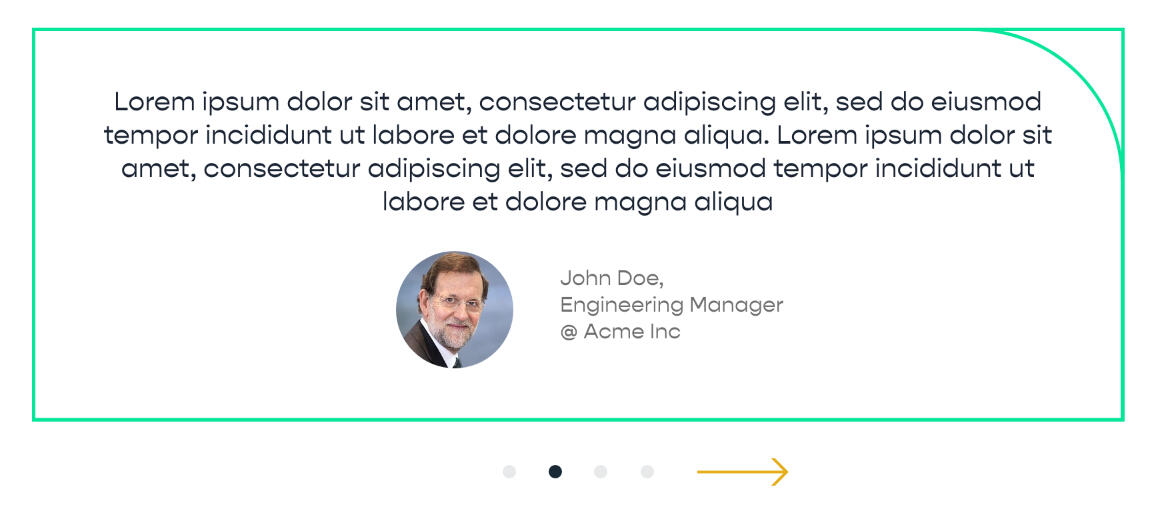 Lorem ipsum dolor sit amet, consectetur adipiscing elit, sed do eiusmod
tempor incididunt ut labore et dolore magna aliqua. Lorem ipsum dolor sit
amet, consectetur adipiscing elit, sed do eiusmod tempor incididunt ut
labore et dolore magna aliqua
John Doe,
Engineering Manager
@ Acme Inc